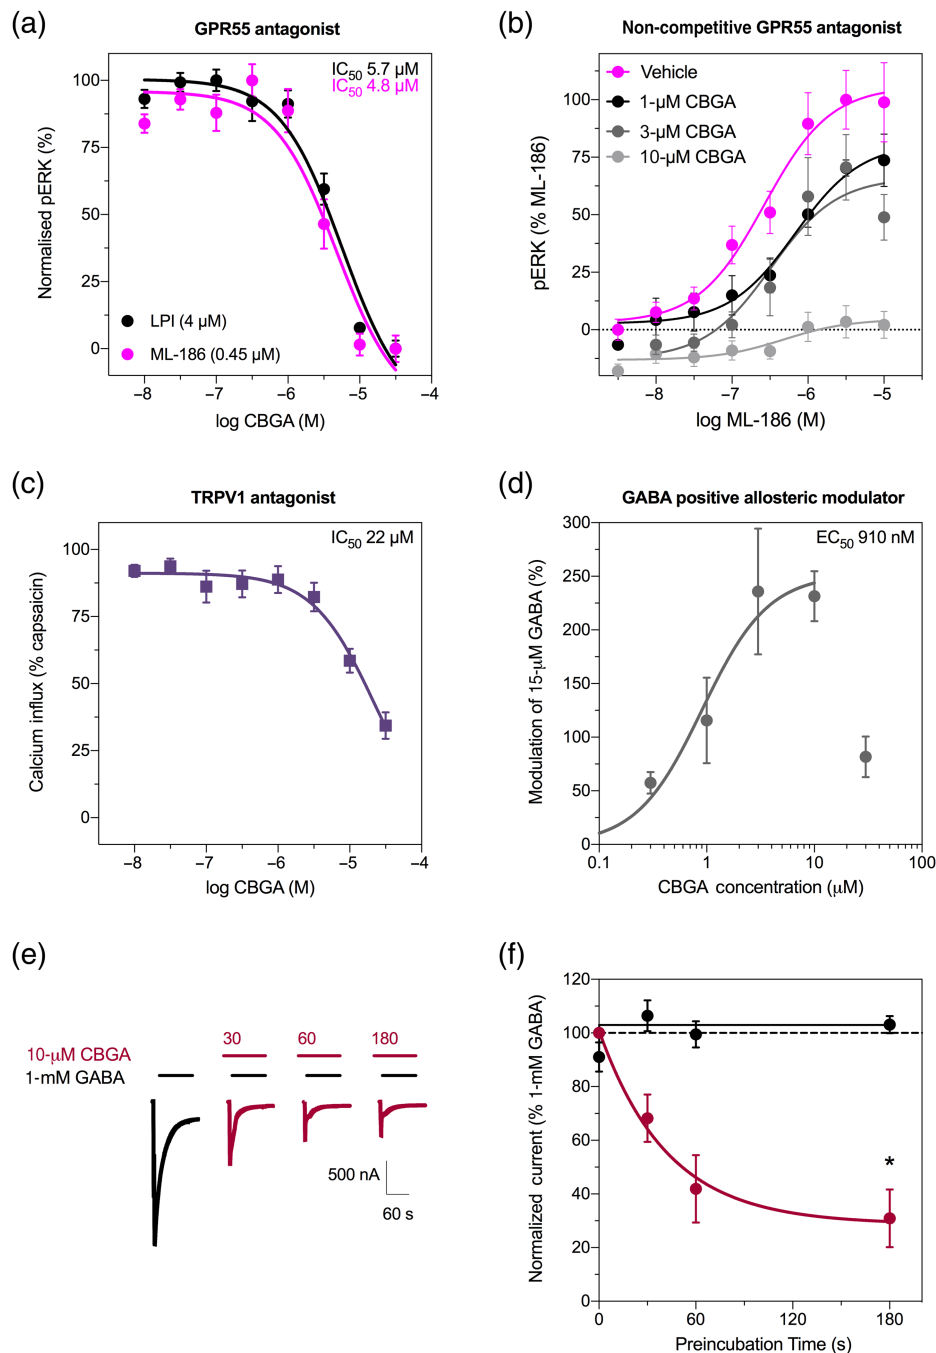 (a)
GPR55 antagonist
IC50 5.7 μM
IC50 4.8 μM
100
75
50
25
0
Normalised pERK (%)
LPI (4 μM)
ML-186 (0.45 μM)
−8 −7 −6 −5 −4
log CBGA (M)
(b)
Non-competitive GPR55 antagonist
Vehicle
1-μM CBGA
3-μM CBGA
10-μM CBGA
100
75
50
25
0
pERK (% ML-186)
−8 −7 −6 −5
log ML-186 (M)
(c)
TRPV1 antagonist
IC50 22 μM
100
75
50
25
0
Calcium influx (% capsaicin)
−8 −7 −6 −5 −4
log CBGA (M)
(d)
GABA positive allosteric modulator
EC50 910 nM
300
250
200
150
100
50
0
Modulation of 15-μM GABA (%)
0.1 1 10 100
CBGA concentration (μM)
(e)
30 60 180
10-μM CBGA
1-mM GABA
500 nA
60 s
(f)
120
100
80
60
40
20
0
Normalized current (% 1-mM GABA)
*
0 60 120 180
Preincubation Time (s)